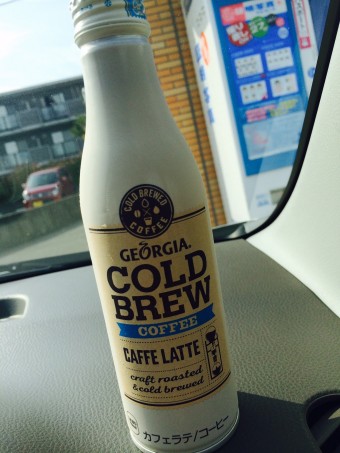 COLD BREWED
COFFEE
GEORGIA.
COLD
BREW
COFFEE
CAFFE LATTE
craft roasted
& cold brewed
カフェラテ/コーヒー